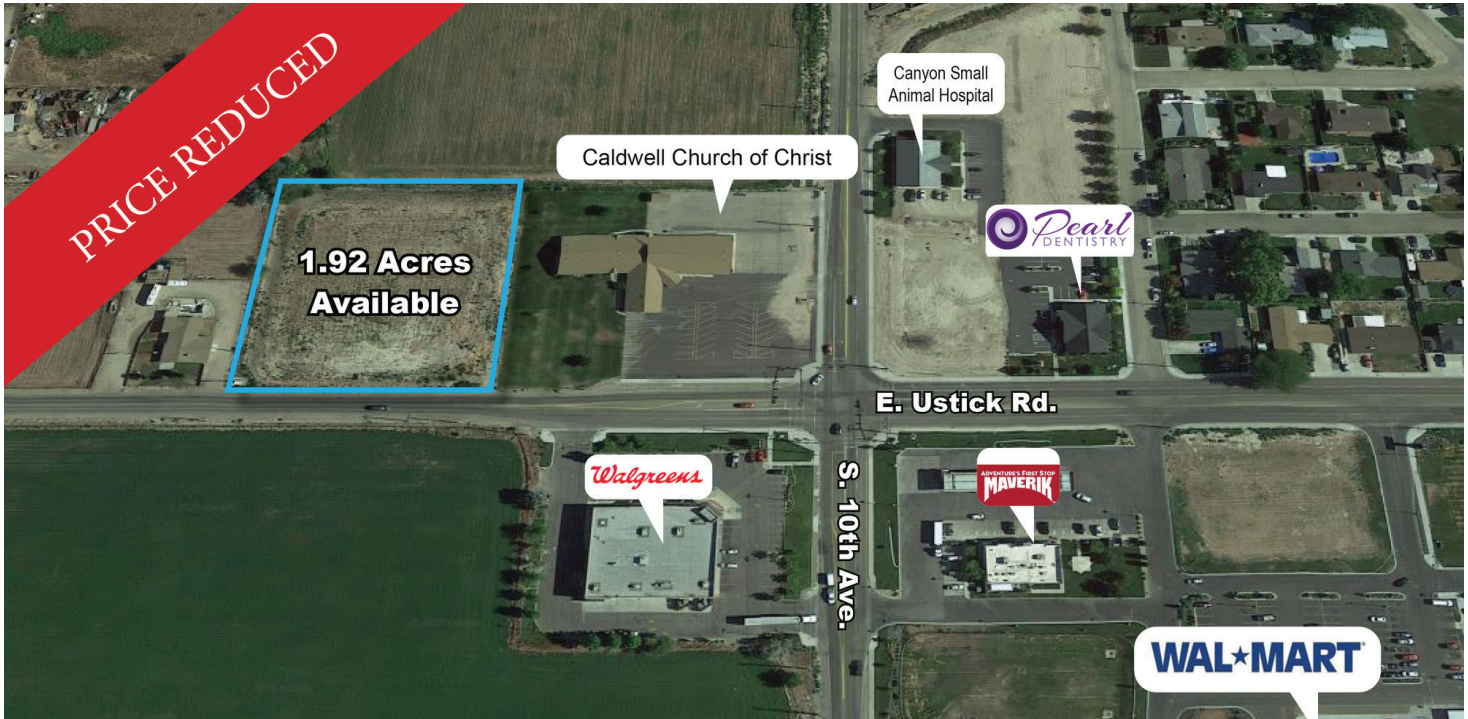 PRICE REDUCED
Canyon Small
Animal Hospital
Caldwell Church of Christ
Pearl
DENTISTRY
1.92 Acres
Available
E. Ustick Rd.
Walgreens
S. 10th Ave.
ADVENTURE'S FIRST STOP
MAVERIK
WAL★MART